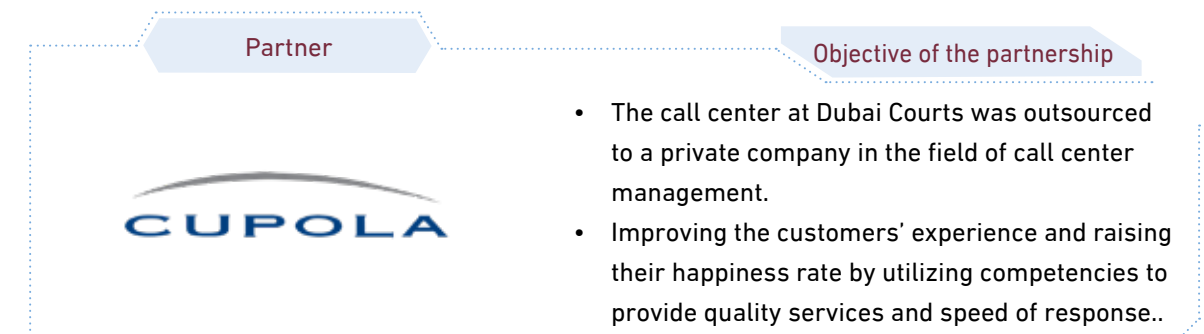 Partner
Objective of the partnership
CUPOLA
• The call center at Dubai Courts was outsourced
to a private company in the field of call center
management.
• Improving the customers’ experience and raising
their happiness rate by utilizing competencies to
provide quality services and speed of response..